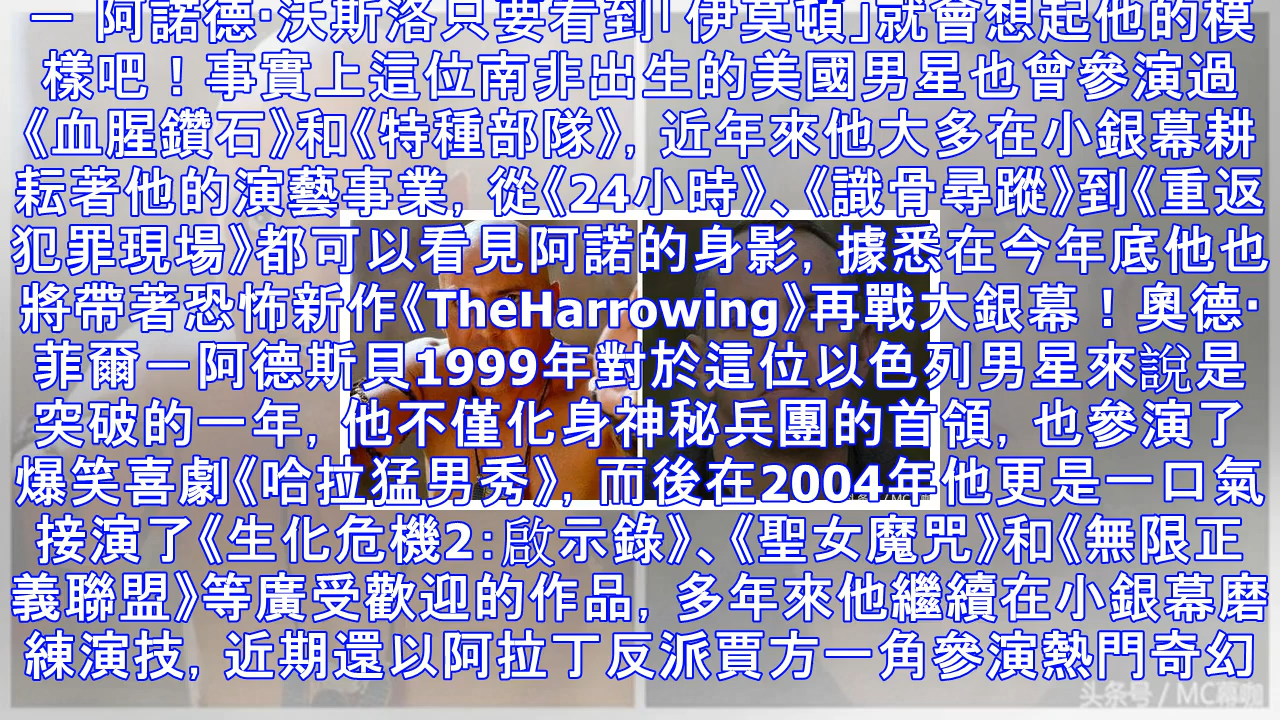 一 阿諾德·沃斯洛只要看到「伊莫頓」就會想起他的模
樣吧！事實上這位南非出生的美國男星也曾參演過
《血腥鑽石》和《特種部隊》, 近年來他大多在小銀幕耕
耘著他的演藝事業, 從《24小時》、《識骨尋蹤》到《重返
犯罪現場》都可以看見阿諾的身影, 據悉在今年底他也
將帶著恐怖新作《TheHarrowing》再戰大銀幕！奧德·
菲爾一阿德斯貝1999年對於這位以色列男星來說是
突破的一年, 他不僅化身神秘兵團的首領, 也參演了
爆笑喜劇《哈拉猛男秀》, 而後在2004年他更是一口氣
接演了《生化危機2:啟示錄》、《聖女魔咒》和《無限正
義聯盟》等廣受歡迎的作品, 多年來他繼續在小銀幕磨
練演技, 近期還以阿拉丁反派賈方一角參演熱門奇幻
头条号 / MC幕咖